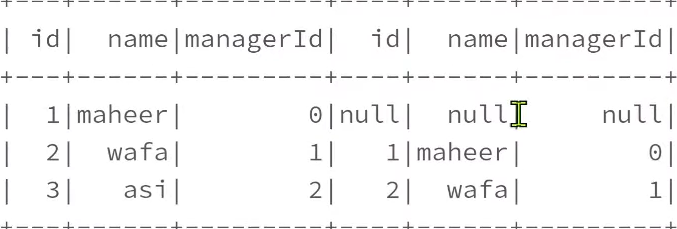 +---+------+---------+----+------+---------+
| id|  name|managerId|  id|  name|managerId|
+---+------+---------+----+------+---------+
|  1|maheer|        0|null|  null|     null|
|  2|  wafa|        1|   1|maheer|        0|
|  3|   asi|        2|   2|  wafa|        1|
+---+------+---------+----+------+---------+